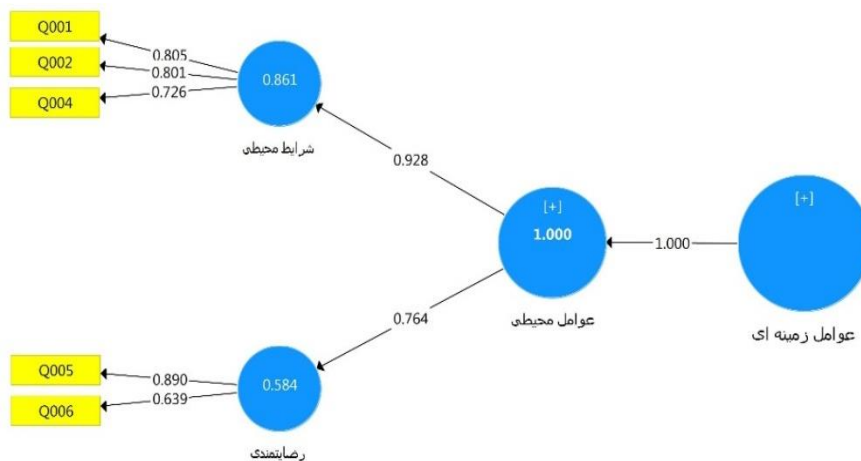 Q001
Q002
Q004
0.805
0.801
0.726
0.861
شرایط محیطی
0.928
[+]
1.000
عوامل محیطی
1.000
[+]
عوامل زمینه ای
0.764
Q005
Q006
0.890
0.639
0.584
رضایتمندی